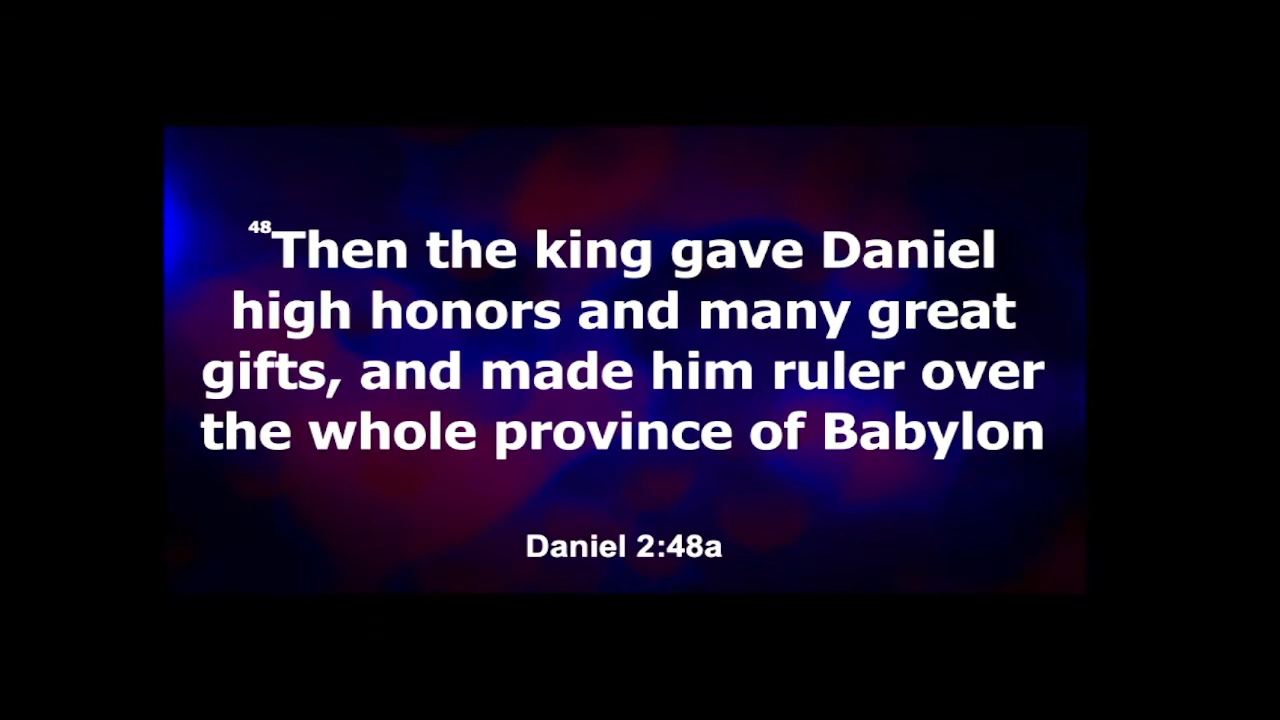 48Then the king gave Daniel
high honors and many great
gifts, and made him ruler over
the whole province of Babylon
Daniel 2:48a